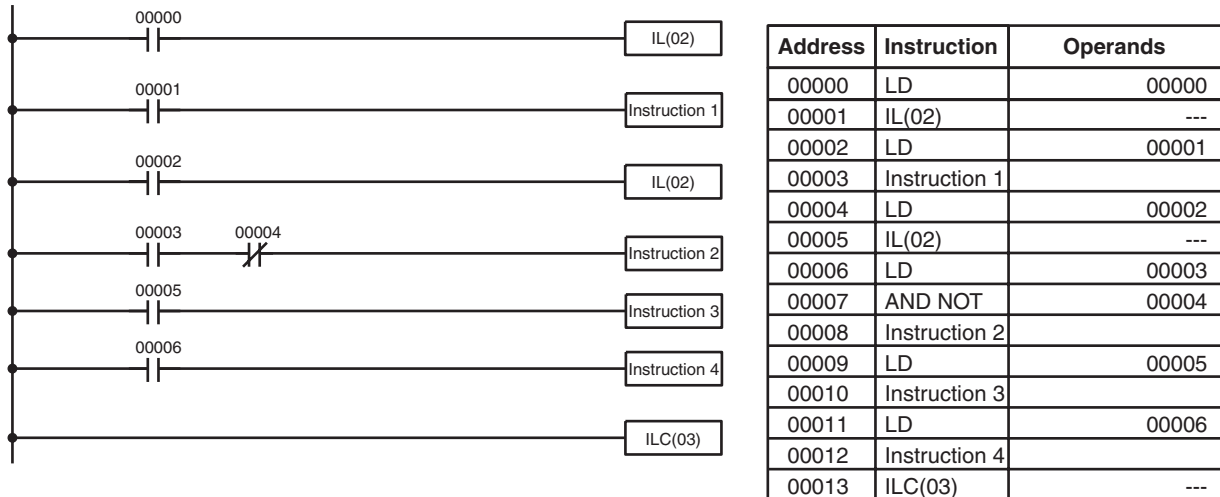 00000
IL(02)
00001
Instruction 1
00002
IL(02)
00003 00004
Instruction 2
00005
Instruction 3
00006
Instruction 4
ILC(03)
Address Instruction Operands
00000 LD 00000
00001 IL(02) ---
00002 LD 00001
00003 Instruction 1
00004 LD 00002
00005 IL(02) ---
00006 LD 00003
00007 AND NOT 00004
00008 Instruction 2
00009 LD 00005
00010 Instruction 3
00011 LD 00006
00012 Instruction 4
00013 ILC(03) ---